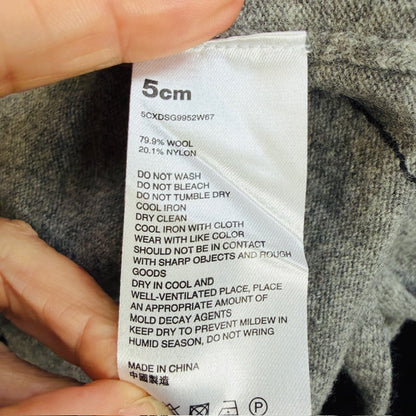 5cm
5CXDSG9952W67
79.9% WOOL
20.1% NYLON
DO NOT WASH
DO NOT BLEACH
DO NOT TUMBLE DRY
COOL IRON
DRY CLEAN
COOL IRON WITH CLOTH
WEAR WITH LIKE COLOR
SHOULD NOT BE IN CONTACT
WITH SHARP OBJECTS AND ROUGH
GOODS
DRY IN COOL AND
WELL-VENTILATED PLACE, PLACE
AN APPROPRIATE AMOUNT OF
MOLD DECAY AGENTS
KEEP DRY TO PREVENT MILDEW IN
HUMID SEASON, DO NOT WRING
MADE IN CHINA
中國製造
P